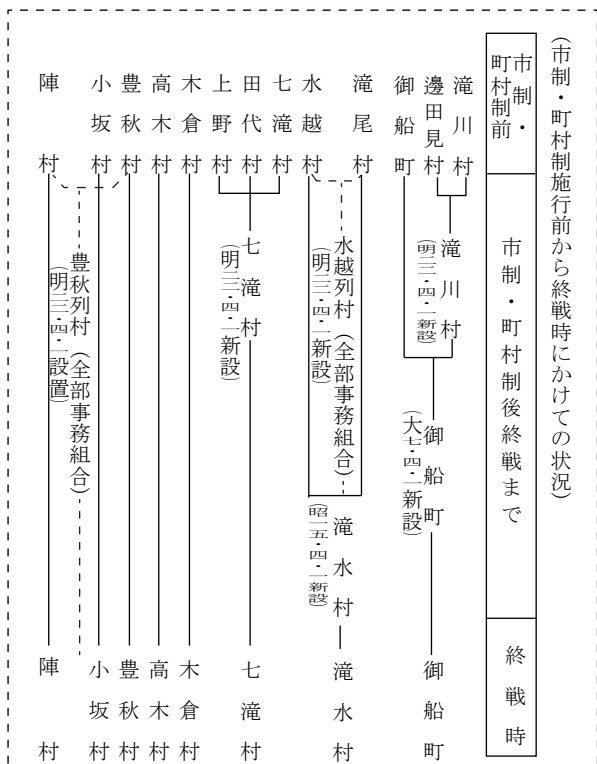 (市制・町村制施行前から終戦時にかけての状況)
市制・
町村制前
市制・町村制後終戦まで
終戦時
滝川村
邊田見村
御船町
滝尾村
水越村
七滝村
田代村
上野村
木倉村
高木村
豊秋村
小坂村
陣村
滝川村
(明二二・四・一新設)
御船町
(大七・四・一新設)
水越列村(全部事務組合)
(明二二・四・一新設)
滝水村
(昭一五・四・一新設)
七滝村
(明二二・四・一新設)
豊秋列村(全部事務組合)
(明二二・四・一設置)
御船町
滝水村
七滝村
木倉村
高木村
豊秋村
小坂村
陣村